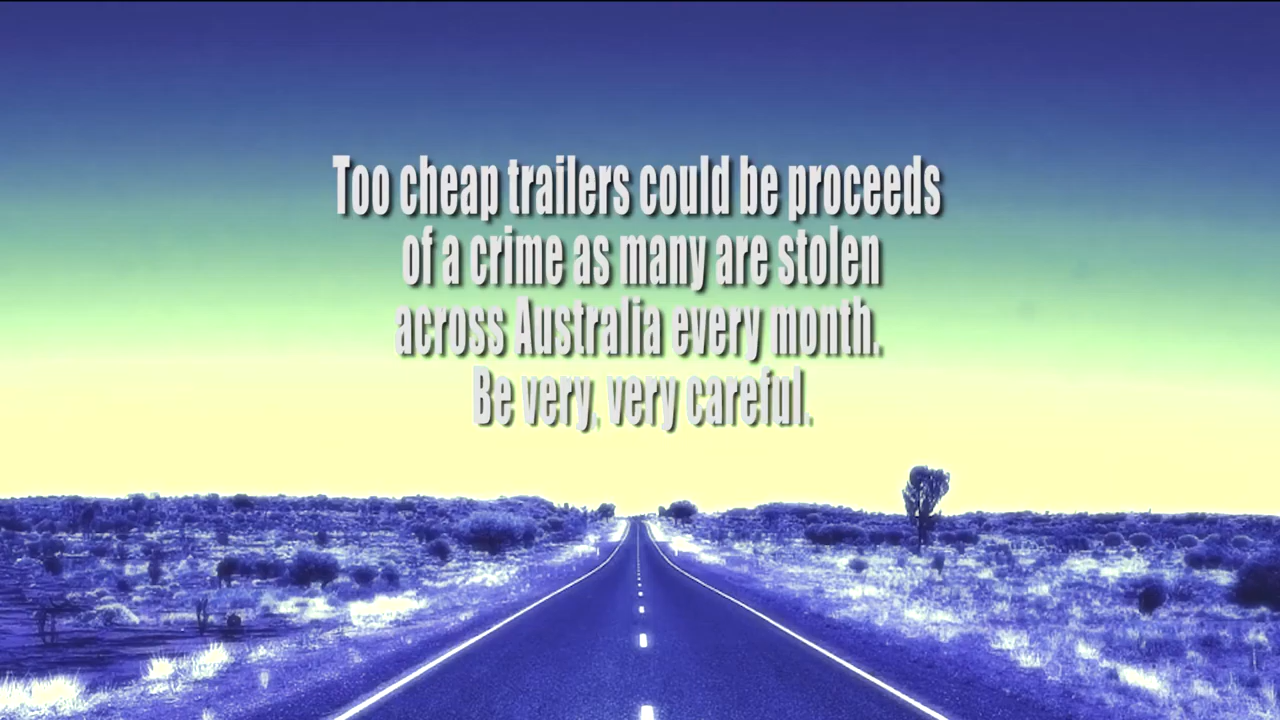 Too cheap trailers could be proceeds
of a crime as many are stolen
across Australia every month.
Be very, very careful.